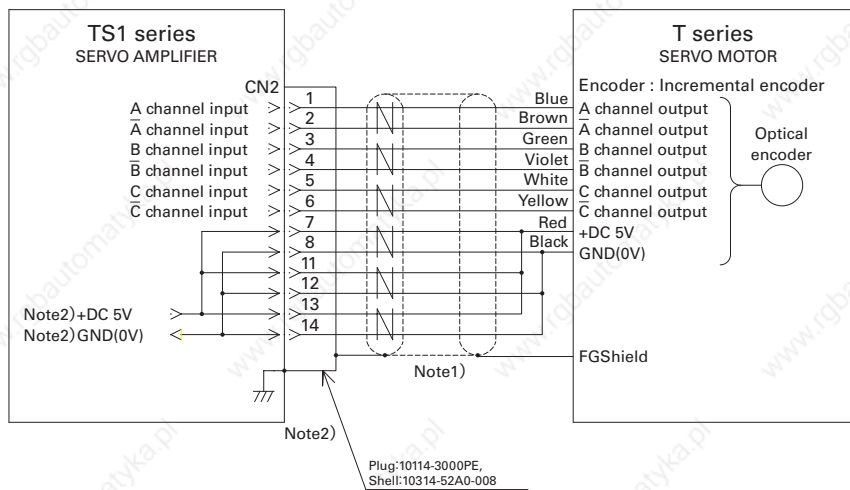 TS1 series
SERVO AMPLIFIER
CN2
A channel input
A̅ channel input
B channel input
B̅ channel input
C channel input
C̅ channel input
1
2
3
4
5
6
7
8
11
12
13
14
Note2)+DC 5V
Note2)GND(0V)
Note2)
Note1)
Plug:10114-3000PE,
Shell:10314-52A0-008
Blue
Brown
Green
Violet
White
Yellow
Red
Black
T series
SERVO MOTOR
Encoder : Incremental encoder
A channel output
A̅ channel output
B channel output
B̅ channel output
C channel output
C̅ channel output
+DC 5V
GND(0V)
FGShield
Optical
encoder
www.rgbautomatyka.pl